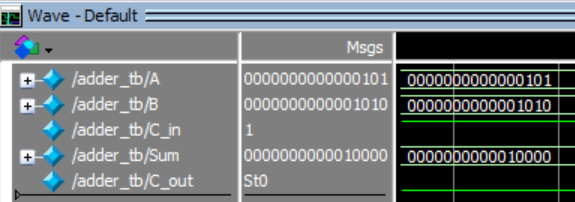 Wave - Default
Msgs
/adder_tb/A 0000000000000101 0000000000000101
/adder_tb/B 0000000000001010 0000000000001010
/adder_tb/C_in 1
/adder_tb/Sum 0000000000010000 0000000000010000
/adder_tb/C_out St0